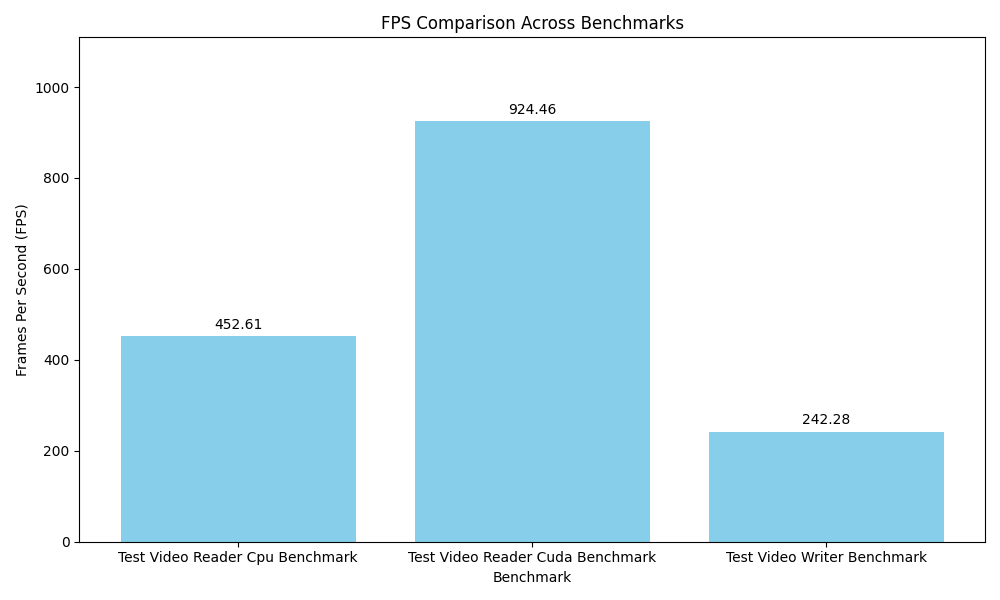 FPS Comparison Across Benchmarks
Frames Per Second (FPS)
1000
800
600
400
200
0
452.61
924.46
242.28
Test Video Reader Cpu Benchmark
Test Video Reader Cuda Benchmark
Test Video Writer Benchmark
Benchmark